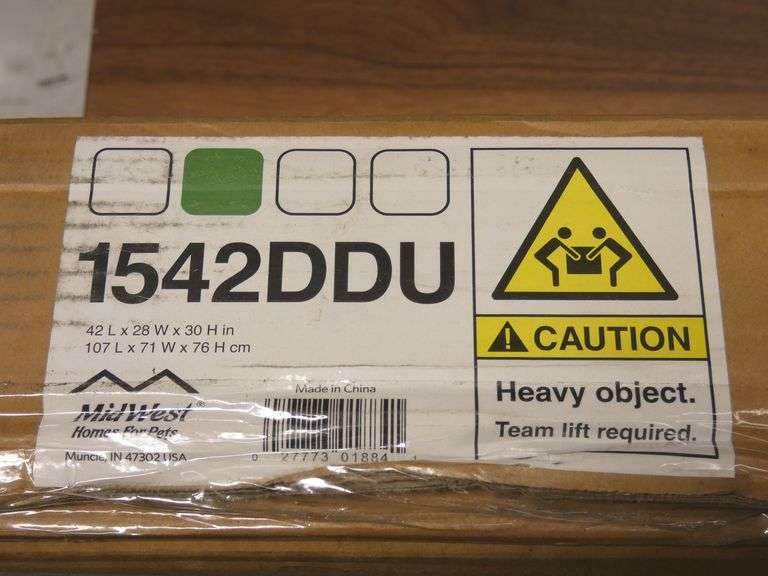 1542DDU
42 L x 28 W x 30 H in
107 L x 71 W x 76 H cm
MidWest®
Homes For Pets
Muncie, IN 47302 USA
Made in China
0 27773 01884 1
CAUTION
Heavy object.
Team lift required.